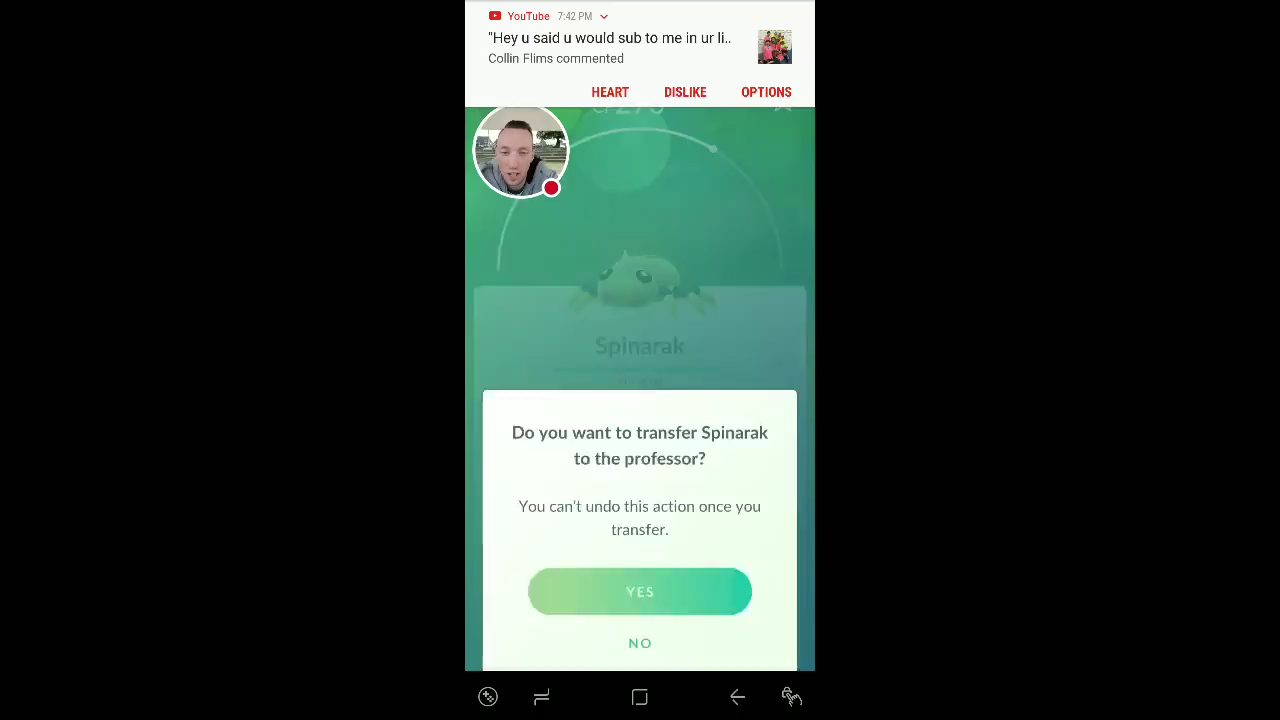 YouTube 7:42 PM
"Hey u said u would sub to me in ur li..
Collin Flims commented
HEART DISLIKE OPTIONS
Spinarak
Do you want to transfer Spinarak
to the professor?
You can't undo this action once you
transfer.
YES
NO